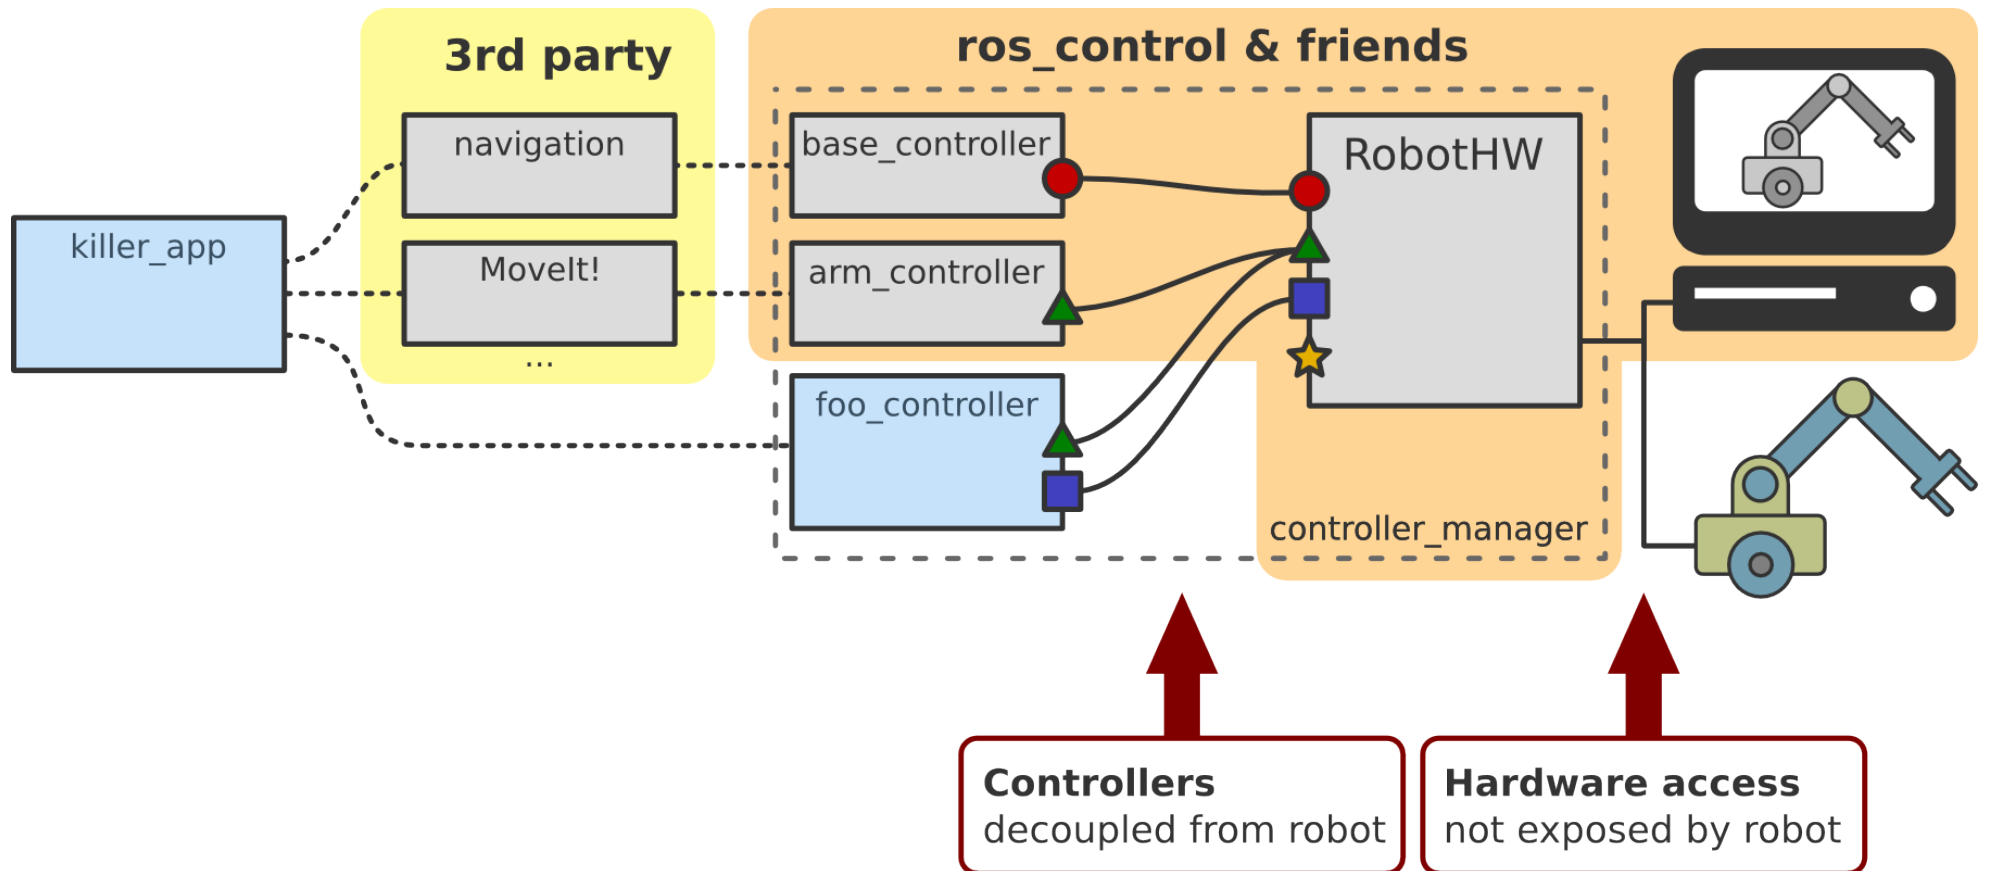 3rd party
ros_control & friends
navigation
base_controller
RobotHW
killer_app
MoveIt!
arm_controller
...
foo_controller
controller_manager
Controllers
decoupled from robot
Hardware access
not exposed by robot